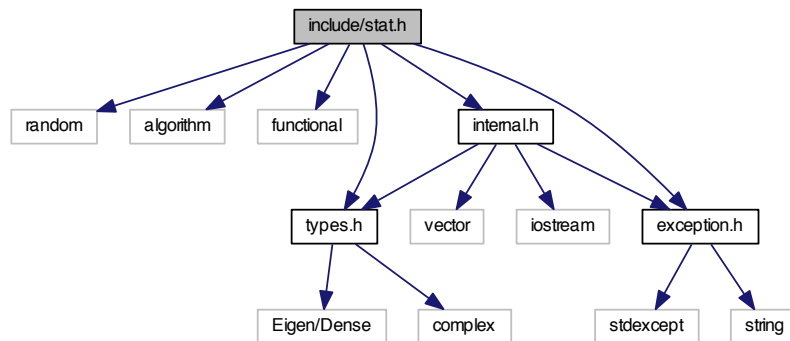 include/stat.h
random
algorithm
functional
internal.h
types.h
vector
iostream
exception.h
Eigen/Dense
complex
stdexcept
string